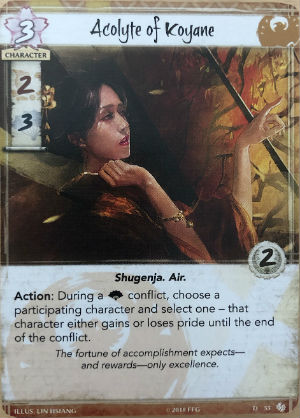 3
Acolyte of Koyane
CHARACTER
2
3
2
Shugenja. Air.
Action: During a conflict, choose a
participating character and select one – that
character either gains or loses pride until the end
of the conflict.
The fortune of accomplishment expects—
and rewards—only excellence.
ILLUS. LIN HSIANG
© 2018 FFG
D 33